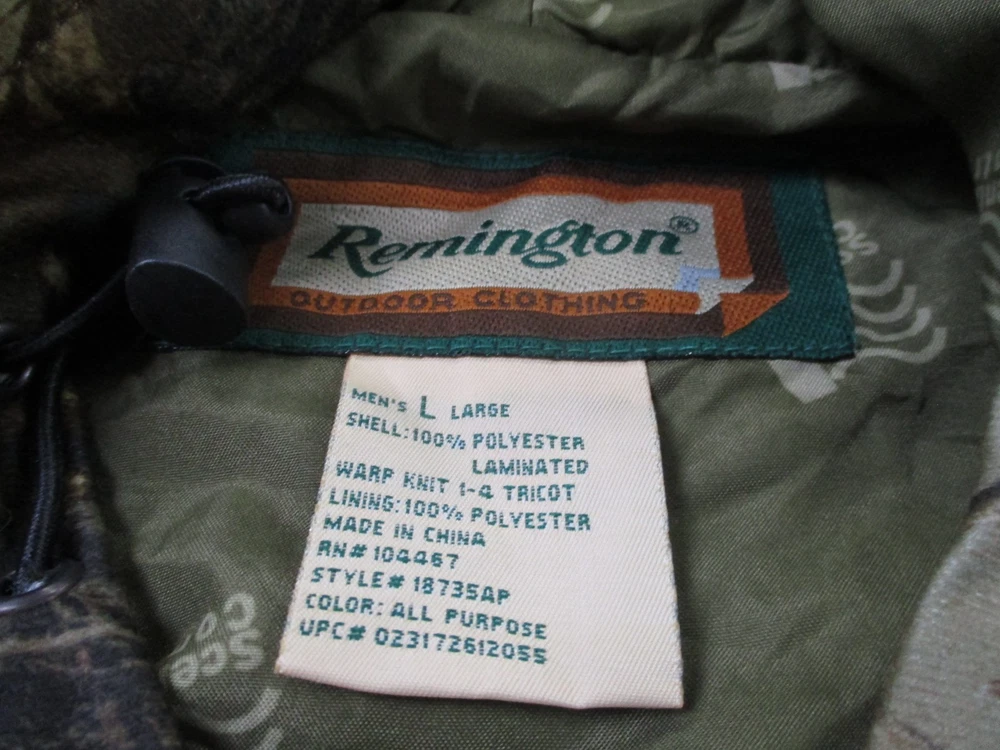 Remington®
OUTDOOR CLOTHING
MEN'S L LARGE
SHELL:100% POLYESTER
LAMINATED
WARP KNIT 1-4 TRICOT
LINING:100% POLYESTER
MADE IN CHINA
RN# 104467
STYLE# 18735AP
COLOR: ALL PURPOSE
UPC# 023172612055